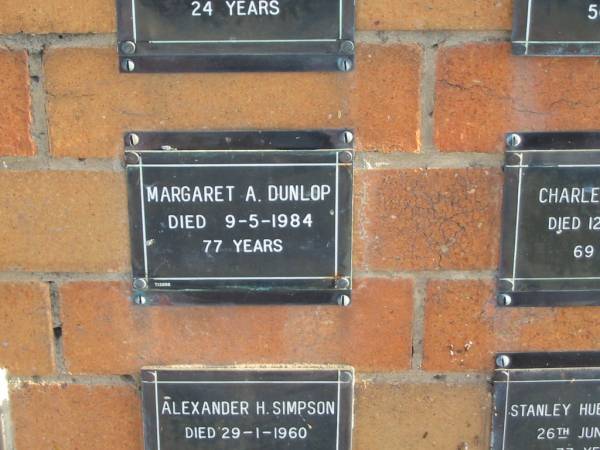 24 YEARS
MARGARET A. DUNLOP
DIED 9-5-1984
77 YEARS
CHARLE
DIED 12
69
ALEXANDER H. SIMPSON
DIED 29-1-1960
STANLEY HUB
26TH JUN